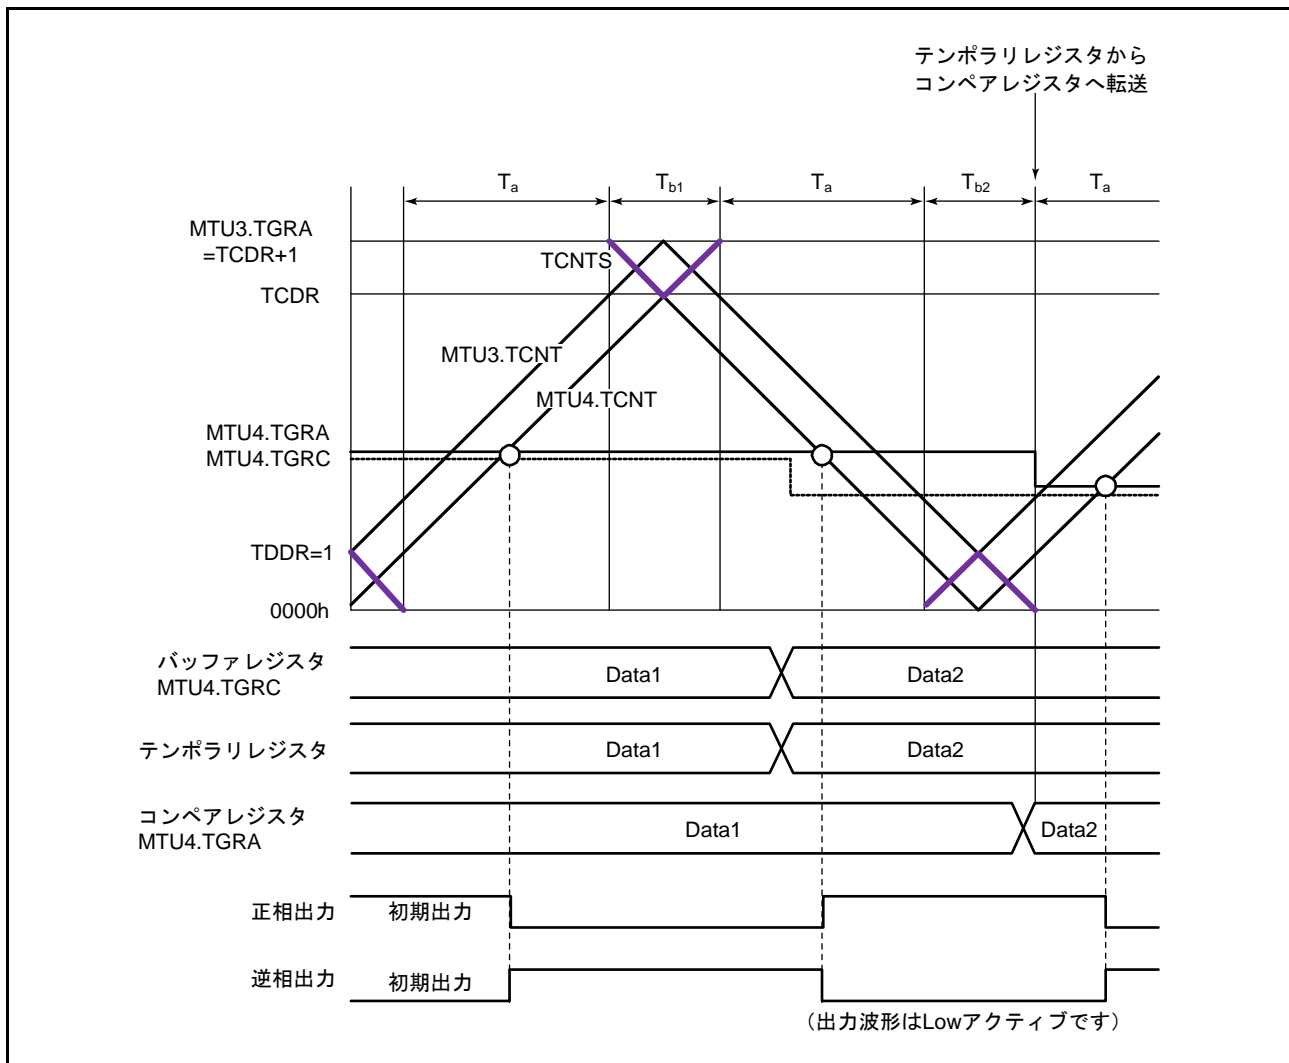 テンポラリレジスタから
コンペアレジスタへ転送
Ta
Tb1
Ta
Tb2
Ta
MTU3.TGRA
=TCDR+1
TCNTS
TCDR
MTU3.TCNT
MTU4.TCNT
MTU4.TGRA
MTU4.TGRC
TDDR=1
0000h
バッファレジスタ
MTU4.TGRC
Data1
Data2
テンポラリレジスタ
Data1
Data2
コンペアレジスタ
MTU4.TGRA
Data1
Data2
正相出力
初期出力
逆相出力
初期出力
（出力波形はLowアクティブです）